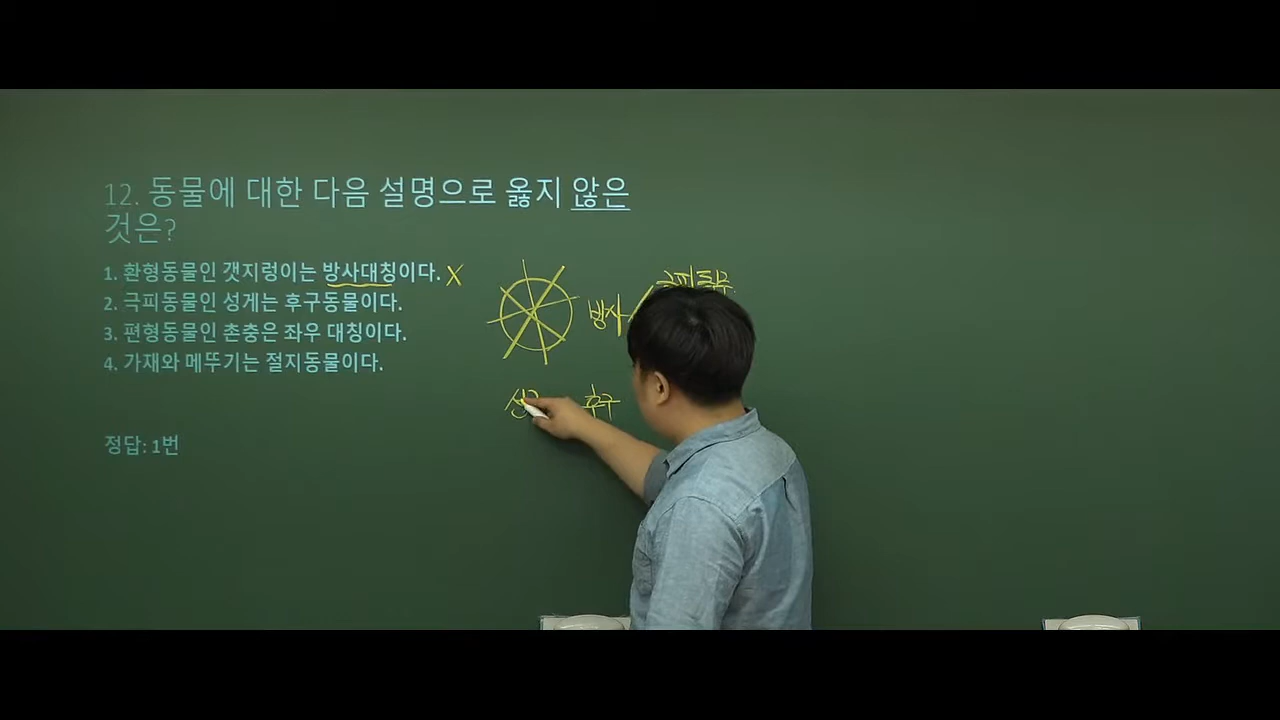 12. 동물에 대한 다음 설명으로 옳지 않은
것은?
1. 환형동물인 갯지렁이는 방사대칭이다. X
2. 극피동물인 성게는 후구동물이다.
3. 편형동물인 촌충은 좌우 대칭이다.
4. 가재와 메뚜기는 절지동물이다.
정답: 1번
방사
극피동물
후구